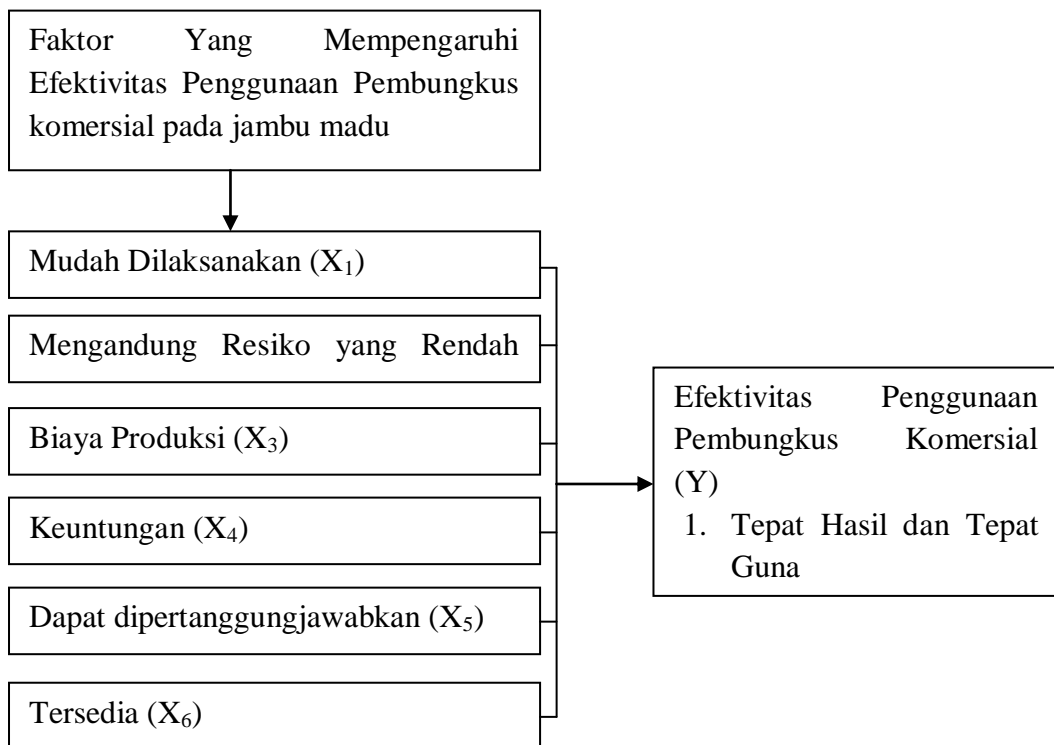 Faktor Yang Mempengaruhi
Efektivitas Penggunaan Pembungkus
komersial pada jambu madu
Mudah Dilaksanakan (X₁)
Mengandung Resiko yang Rendah
Biaya Produksi (X₃)
Keuntungan (X₄)
Dapat dipertanggungjawabkan (X₅)
Tersedia (X₆)
Efektivitas Penggunaan
Pembungkus Komersial
(Y)
1. Tepat Hasil dan Tepat
Guna